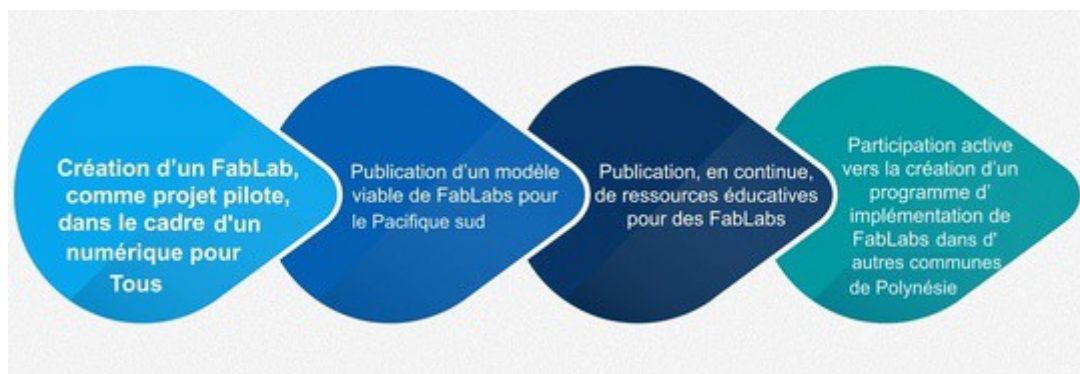 Création d'un FabLab,
comme projet pilote,
dans le cadre d'un
numérique pour
Tous
Publication d'un modèle
viable de FabLabs pour
le Pacifique sud
Publication, en continue,
de ressources éducatives
pour des FabLabs
Participation active
vers la création d'un
programme d'
implémentation de
FabLabs dans d'
autres communes
de Polynésie